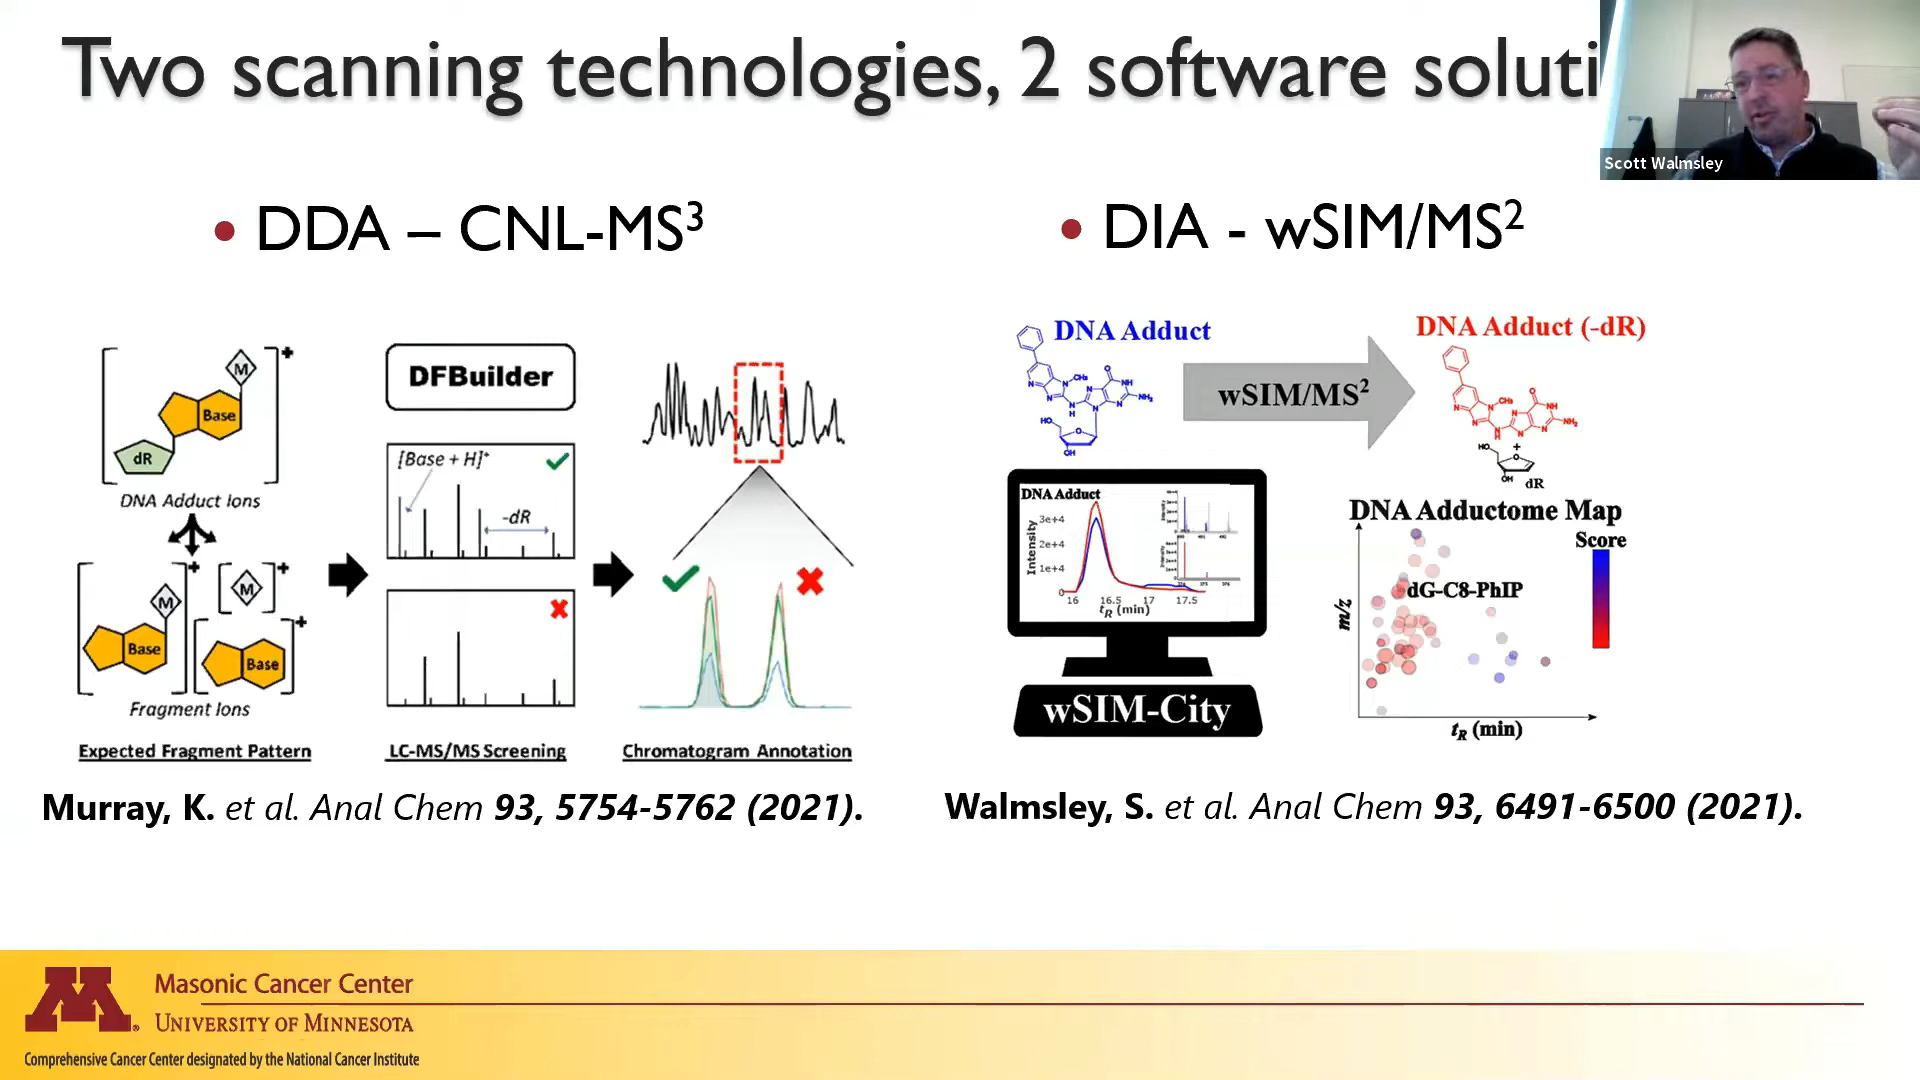 Two scanning technologies, 2 software soluti
Scott Walmsley
• DDA – CNL-MS³
• DIA - wSIM/MS²
M
Base
dR
+
DNA Adduct Ions
M
Base
+
M
+
Base
+
Fragment Ions
Expected Fragment Pattern
DFBuilder
[Base + H]⁺
-dR
LC-MS/MS Screening
Chromatogram Annotation
DNA Adduct
wSIM/MS²
DNA Adduct (-dR)
+
dR
DNA Adduct
Intensity
3e+4
2e+4
1e+4
0
16 16.5 17 17.5
tR (min)
wSIM-City
DNA Adductome Map
Score
dG-C8-PhIP
m/z
tR (min)
Murray, K. et al. Anal Chem 93, 5754-5762 (2021).
Walmsley, S. et al. Anal Chem 93, 6491-6500 (2021).
M
Masonic Cancer Center
UNIVERSITY OF MINNESOTA
Comprehensive Cancer Center designated by the National Cancer Institute